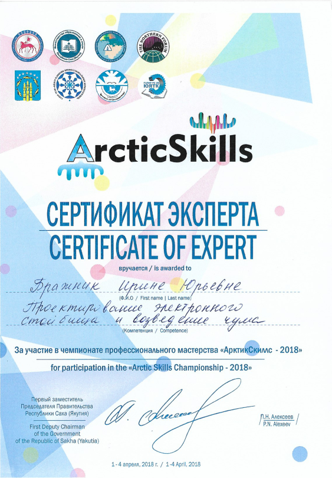 ArcticSkills
СЕРТИФИКАТ ЭКСПЕРТА
CERTIFICATE OF EXPERT
вручается / is awarded to
Бражник Ирине Юрьевне
(Ф.И.О / First name | Last name)
Проектирование электронного
стойбища и возведение чума
(Компетенция / Competence)
За участие в чемпионате профессионального мастерства «АрктикСкилс - 2018»
for participation in the «Arctic Skills Championship - 2018»
Первый заместитель
Председателя Правительства
Республики Саха (Якутия)
First Deputy Chairman
of the Government
of the Republic of Sakha (Yakutia)
П.Н. Алексеев
P.N. Alexeev
1 - 4 апреля, 2018 г. / 1 -4 April, 2018